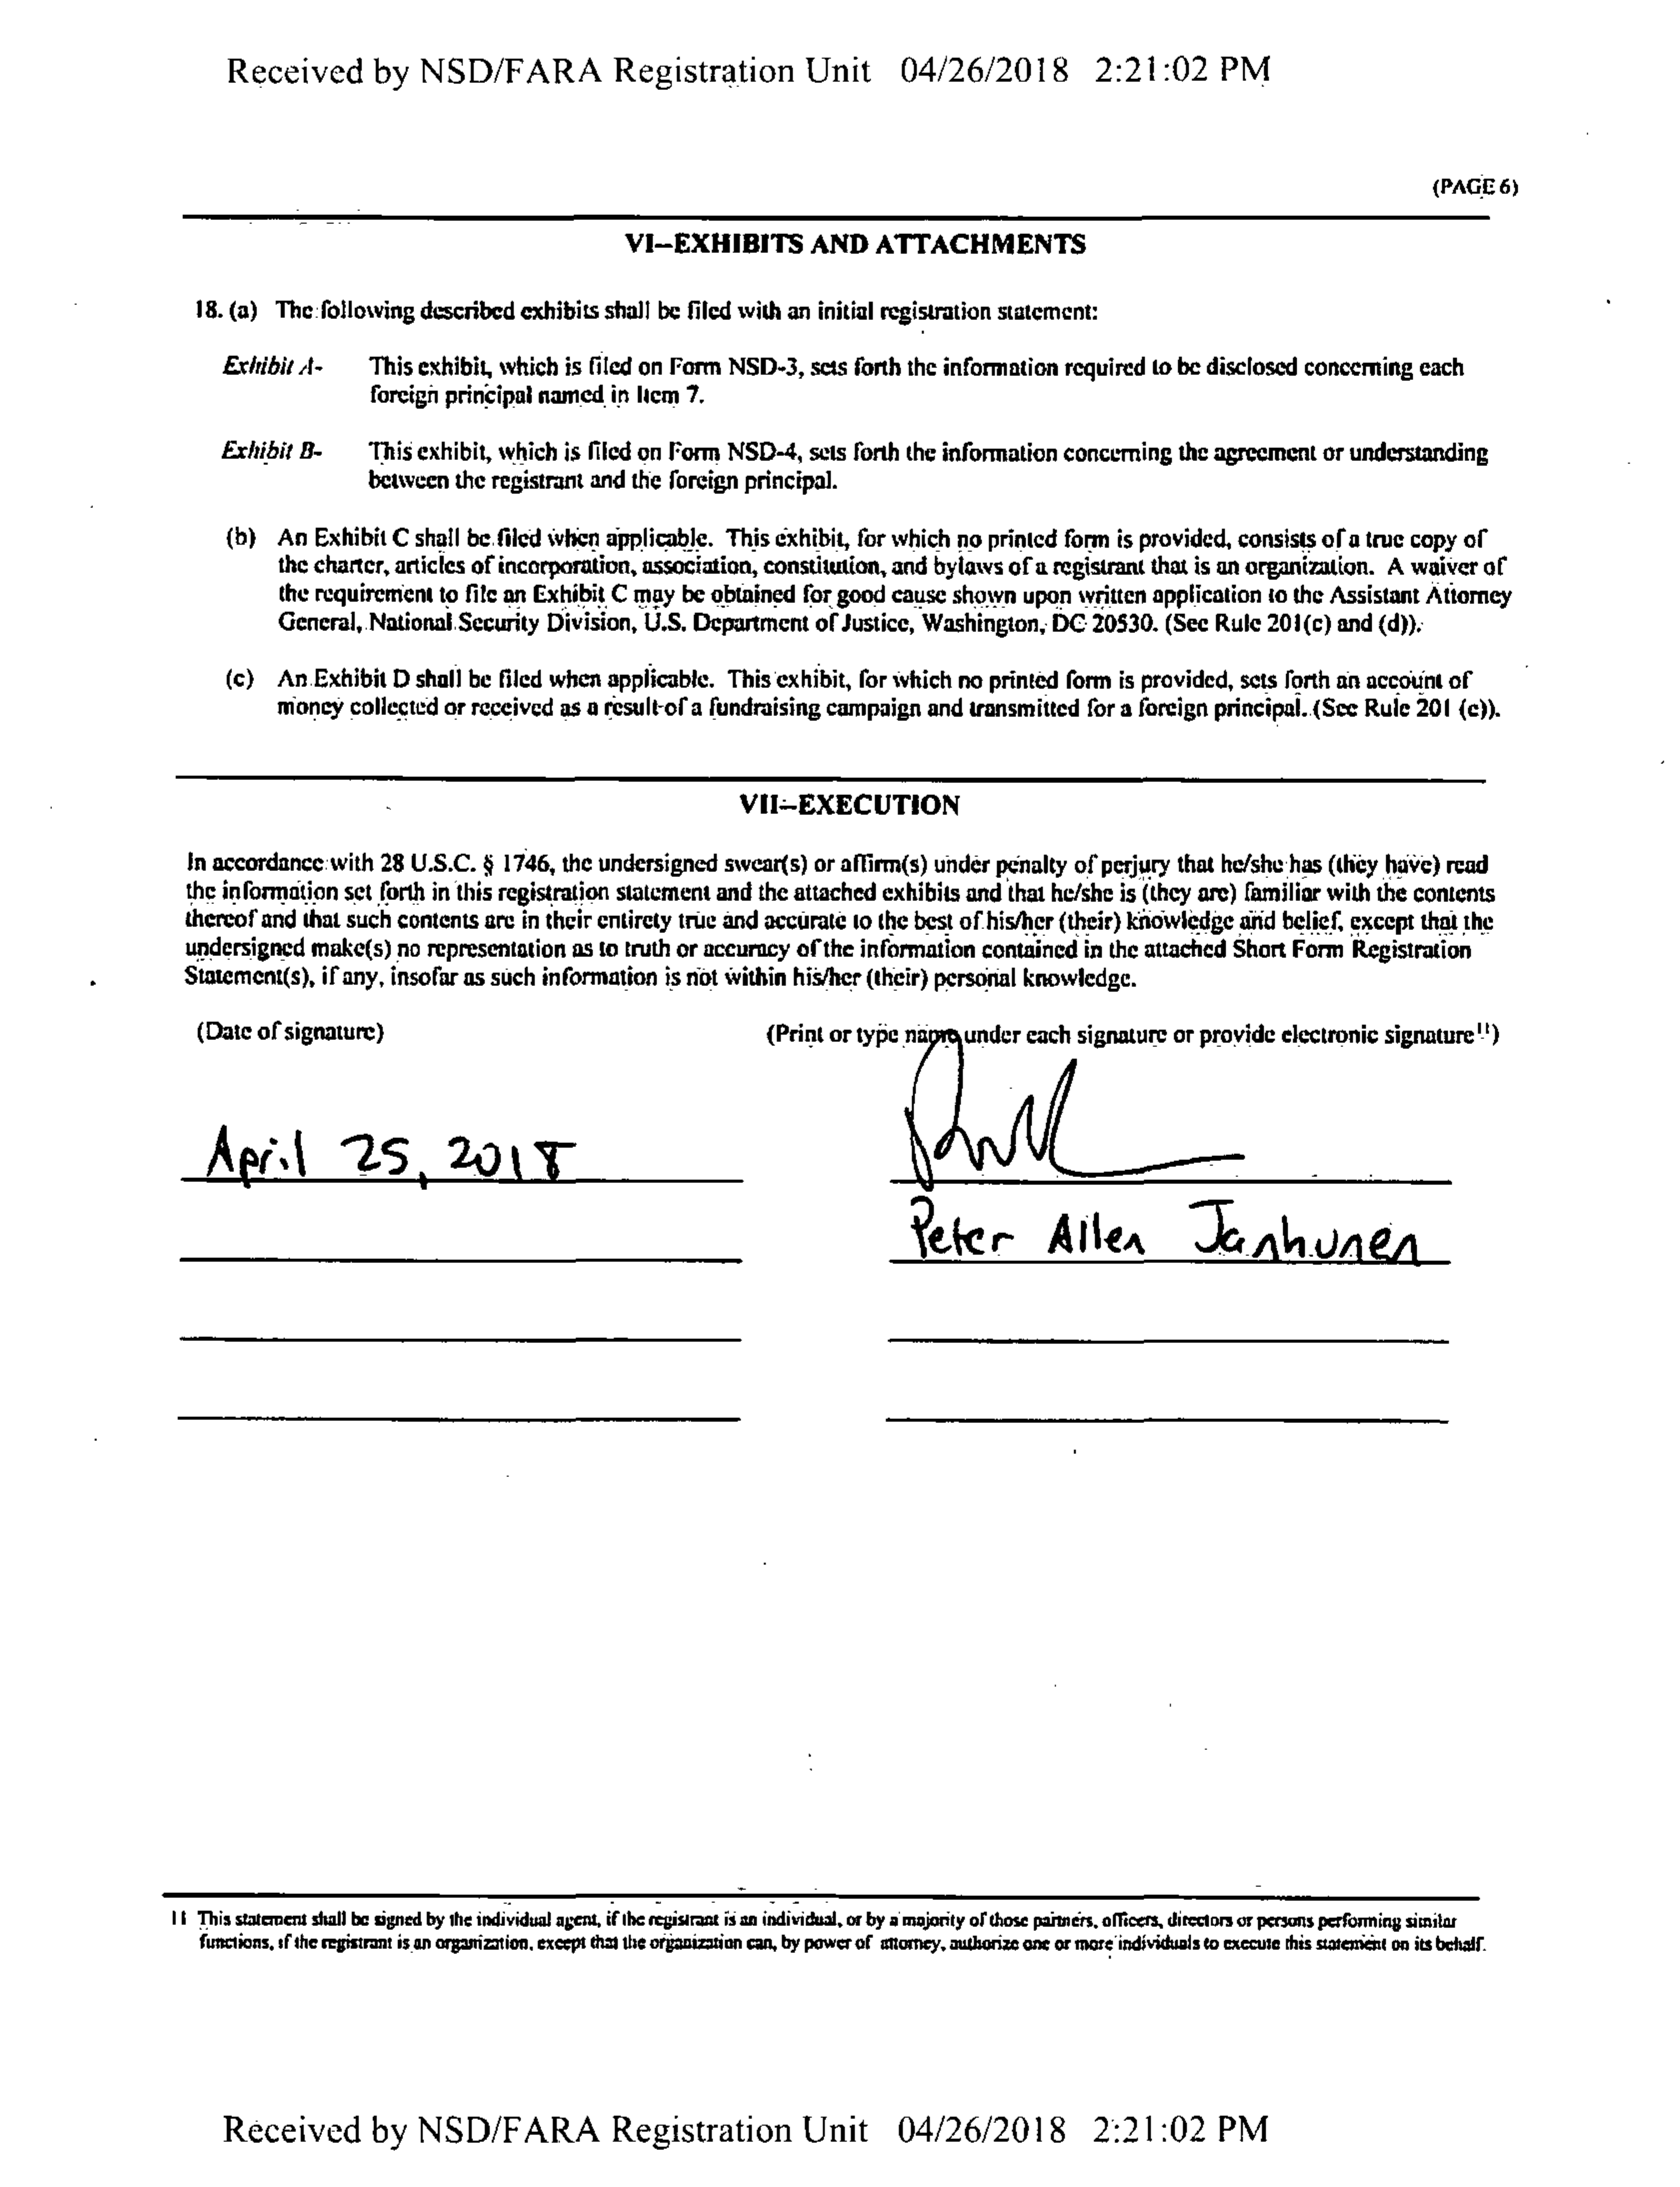 Received by NSD/FARA Registration Unit 04/26/2018 2:21:02 PM
(PAGE 6)
VI–EXHIBITS AND ATTACHMENTS
18. (a) The following described exhibits shall be filed with an initial registration statement:
Exhibit A- This exhibit, which is filed on Form NSD-3, sets forth the information required to be disclosed concerning each
foreign principal named in Item 7.
Exhibit B- This exhibit, which is filed on Form NSD-4, sets forth the information concerning the agreement or understanding
between the registrant and the foreign principal.
(b) An Exhibit C shall be filed when applicable. This exhibit, for which no printed form is provided, consists of a true copy of
the charter, articles of incorporation, association, constitution, and bylaws of a registrant that is an organization. A waiver of
the requirement to file an Exhibit C may be obtained for good cause shown upon written application to the Assistant Attorney
General, National Security Division, U.S. Department of Justice, Washington, DC 20530. (See Rule 201(c) and (d)).
(c) An Exhibit D shall be filed when applicable. This exhibit, for which no printed form is provided, sets forth an account of
money collected or received as a result of a fundraising campaign and transmitted for a foreign principal. (See Rule 201 (e)).
VII–EXECUTION
In accordance with 28 U.S.C. § 1746, the undersigned swear(s) or affirm(s) under penalty of perjury that he/she has (they have) read
the information set forth in this registration statement and the attached exhibits and that he/she is (they are) familiar with the contents
thereof and that such contents are in their entirety true and accurate to the best of his/her (their) knowledge and belief, except that the
undersigned make(s) no representation as to truth or accuracy of the information contained in the attached Short Form Registration
Statement(s), if any, insofar as such information is not within his/her (their) personal knowledge.
(Date of signature) (Print or type name under each signature or provide electronic signature¹¹)
April 25, 2018
Peter Allen Janhunen
11 This statement shall be signed by the individual agent, if the registrant is an individual, or by a majority of those partners, officers, directors or persons performing similar
functions, if the registrant is an organization, except that the organization can, by power of attorney, authorize one or more individuals to execute this statement on its behalf.
Received by NSD/FARA Registration Unit 04/26/2018 2:21:02 PM